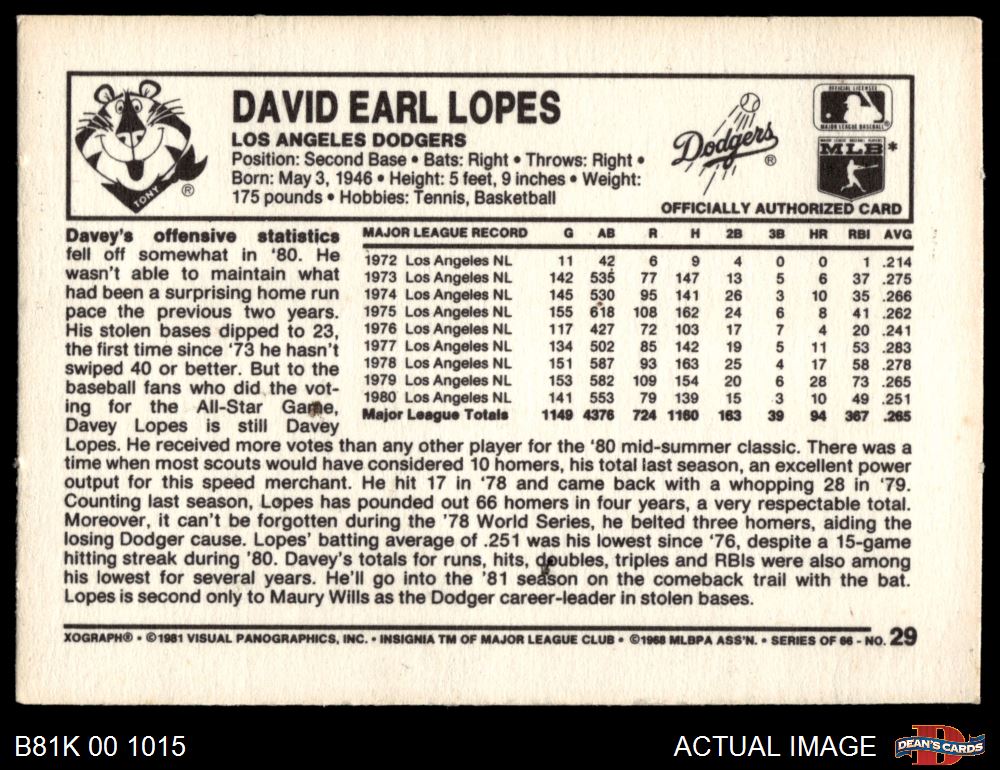 DAVID EARL LOPES
LOS ANGELES DODGERS
Position: Second Base • Bats: Right • Throws: Right •
Born: May 3, 1946 • Height: 5 feet, 9 inches • Weight:
175 pounds • Hobbies: Tennis, Basketball
TONY ®
Dodgers ®
OFFICIAL LICENSEE
MAJOR LEAGUE BASEBALL ®
MAJOR LEAGUE BASEBALL PLAYERS
MLB *
OFFICIALLY AUTHORIZED CARD
Davey's offensive statistics
fell off somewhat in '80. He
wasn't able to maintain what
had been a surprising home run
pace the previous two years.
His stolen bases dipped to 23,
the first time since '73 he hasn't
swiped 40 or better. But to the
baseball fans who did the vot-
ing for the All-Star Game,
Davey Lopes is still Davey
MAJOR LEAGUE RECORD G AB R H 2B 3B HR RBI AVG
1972 Los Angeles NL 11 42 6 9 4 0 0 1 .214
1973 Los Angeles NL 142 535 77 147 13 5 6 37 .275
1974 Los Angeles NL 145 530 95 141 26 3 10 35 .266
1975 Los Angeles NL 155 618 108 162 24 6 8 41 .262
1976 Los Angeles NL 117 427 72 103 17 7 4 20 .241
1977 Los Angeles NL 134 502 85 142 19 5 11 53 .283
1978 Los Angeles NL 151 587 93 163 25 4 17 58 .278
1979 Los Angeles NL 153 582 109 154 20 6 28 73 .265
1980 Los Angeles NL 141 553 79 139 15 3 10 49 .251
Major League Totals 1149 4376 724 1160 163 39 94 367 .265
Lopes. He received more votes than any other player for the '80 mid-summer classic. There was a
time when most scouts would have considered 10 homers, his total last season, an excellent power
output for this speed merchant. He hit 17 in '78 and came back with a whopping 28 in '79.
Counting last season, Lopes has pounded out 66 homers in four years, a very respectable total.
Moreover, it can't be forgotten during the '78 World Series, he belted three homers, aiding the
losing Dodger cause. Lopes' batting average of .251 was his lowest since '76, despite a 15-game
hitting streak during '80. Davey's totals for runs, hits, doubles, triples and RBIs were also among
his lowest for several years. He'll go into the '81 season on the comeback trail with the bat.
Lopes is second only to Maury Wills as the Dodger career-leader in stolen bases.
XOGRAPH® • ©1981 VISUAL PANOGRAPHICS, INC. • INSIGNIA TM OF MAJOR LEAGUE CLUB • ©1968 MLBPA ASS'N. • SERIES OF 66 - NO. 29
B81K 00 1015
ACTUAL IMAGE
DEAN'S CARDS